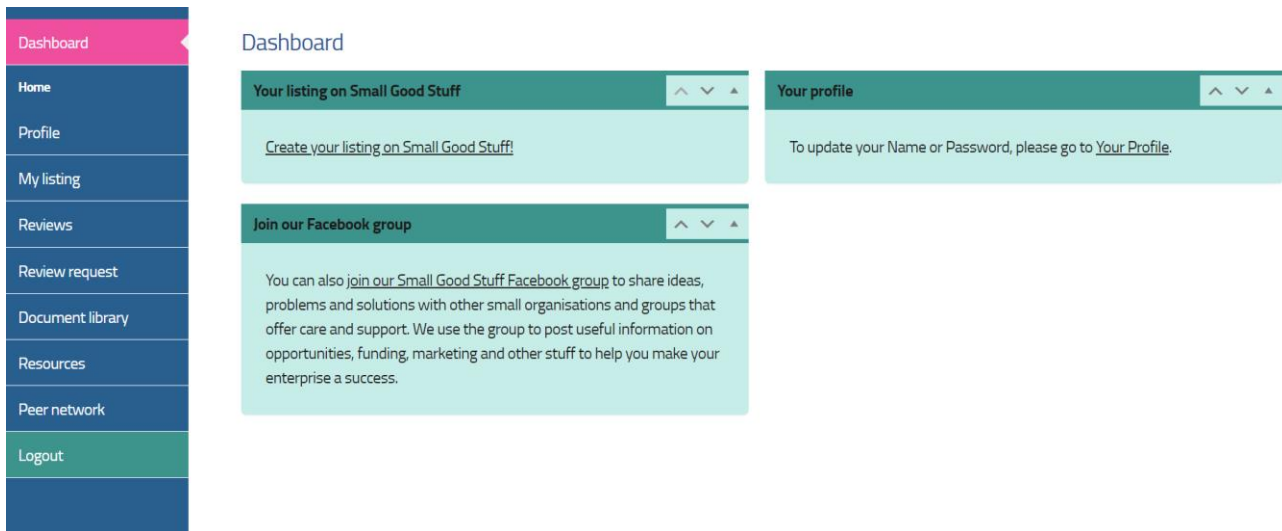 Dashboard
Home
Profile
My listing
Reviews
Review request
Document library
Resources
Peer network
Logout
Dashboard
Your listing on Small Good Stuff
Create your listing on Small Good Stuff!
Your profile
To update your Name or Password, please go to Your Profile.
Join our Facebook group
You can also join our Small Good Stuff Facebook group to share ideas,
problems and solutions with other small organisations and groups that
offer care and support. We use the group to post useful information on
opportunities, funding, marketing and other stuff to help you make your
enterprise a success.